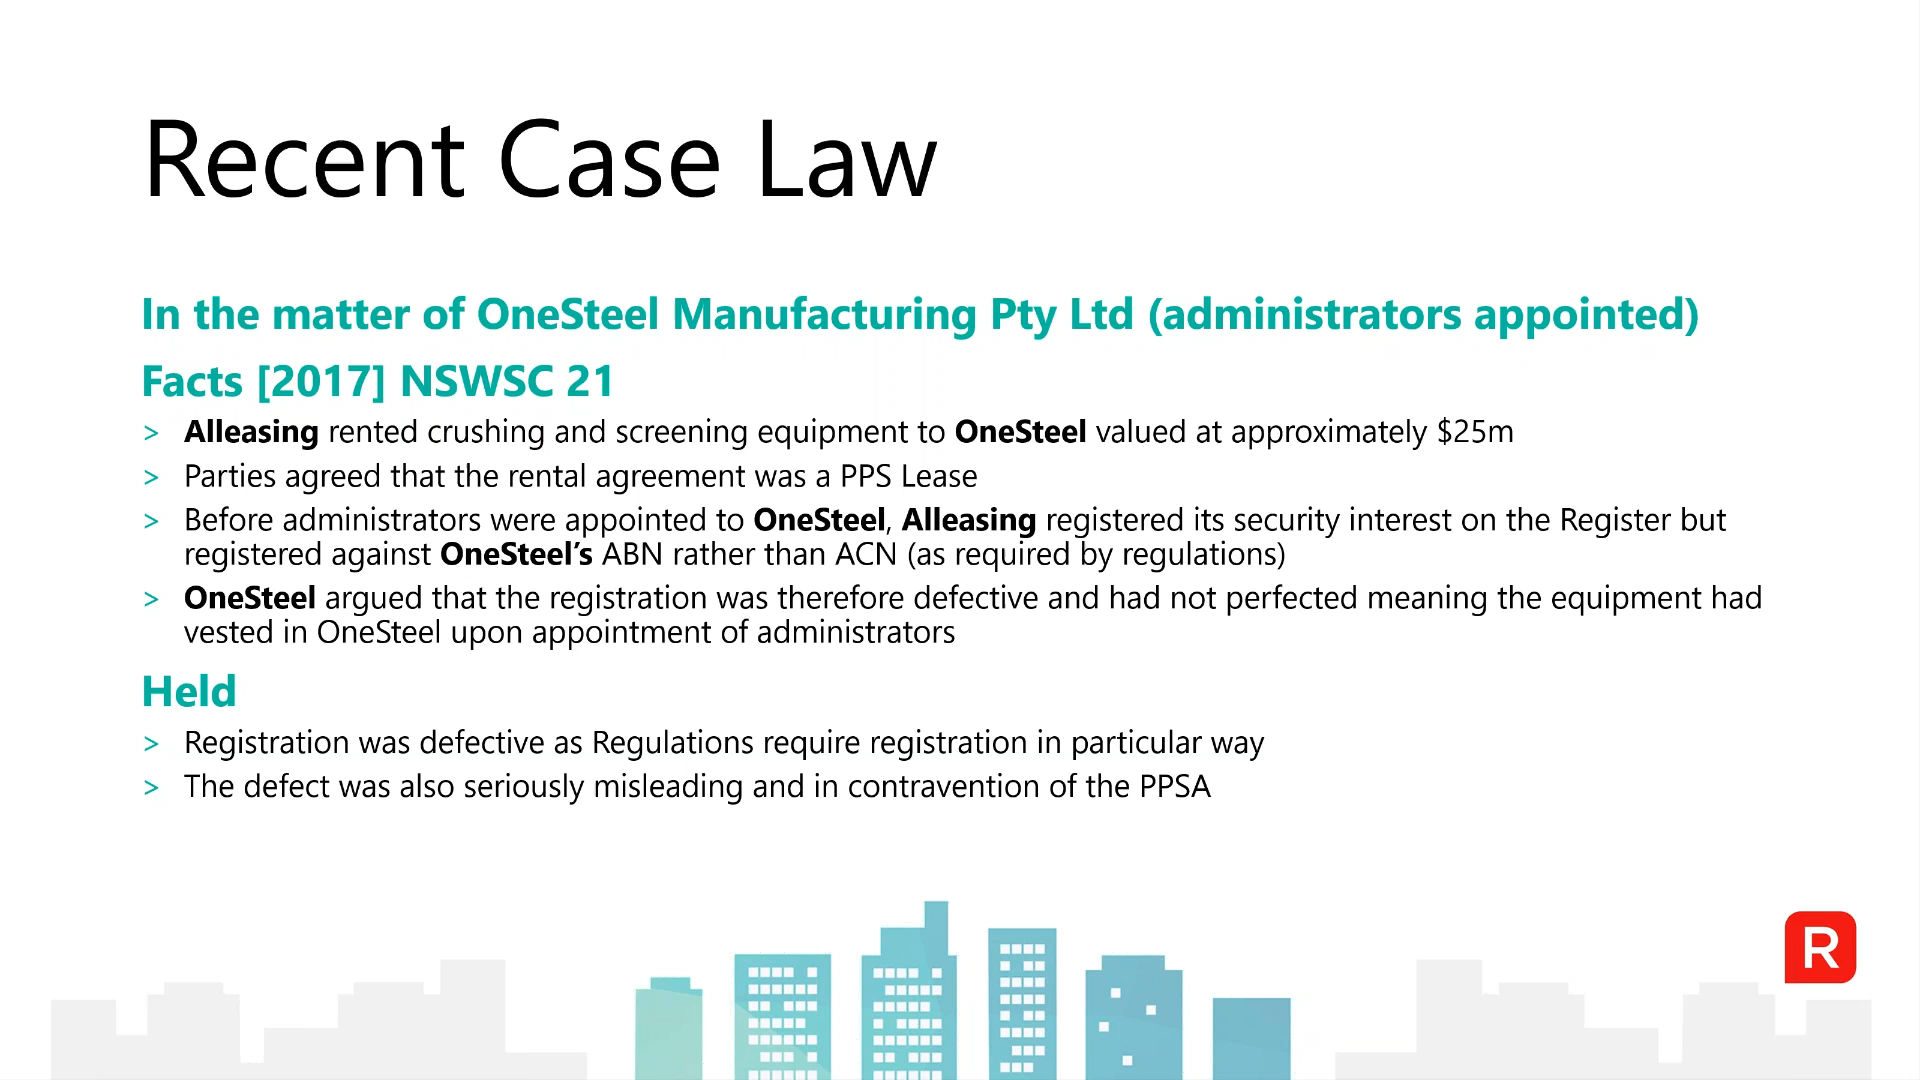 Recent Case Law
In the matter of OneSteel Manufacturing Pty Ltd (administrators appointed)
Facts [2017] NSWSC 21
> Alleasing rented crushing and screening equipment to OneSteel valued at approximately $25m
> Parties agreed that the rental agreement was a PPS Lease
> Before administrators were appointed to OneSteel, Alleasing registered its security interest on the Register but
registered against OneSteel’s ABN rather than ACN (as required by regulations)
> OneSteel argued that the registration was therefore defective and had not perfected meaning the equipment had
vested in OneSteel upon appointment of administrators
Held
> Registration was defective as Regulations require registration in particular way
> The defect was also seriously misleading and in contravention of the PPSA
R